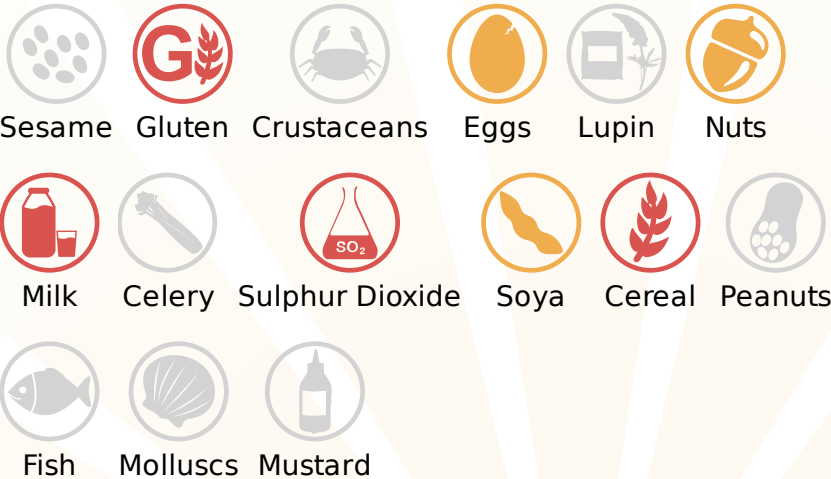 G
Sesame Gluten Crustaceans Eggs Lupin Nuts
SO₂
Milk Celery Sulphur Dioxide Soya Cereal Peanuts
Fish Molluscs Mustard